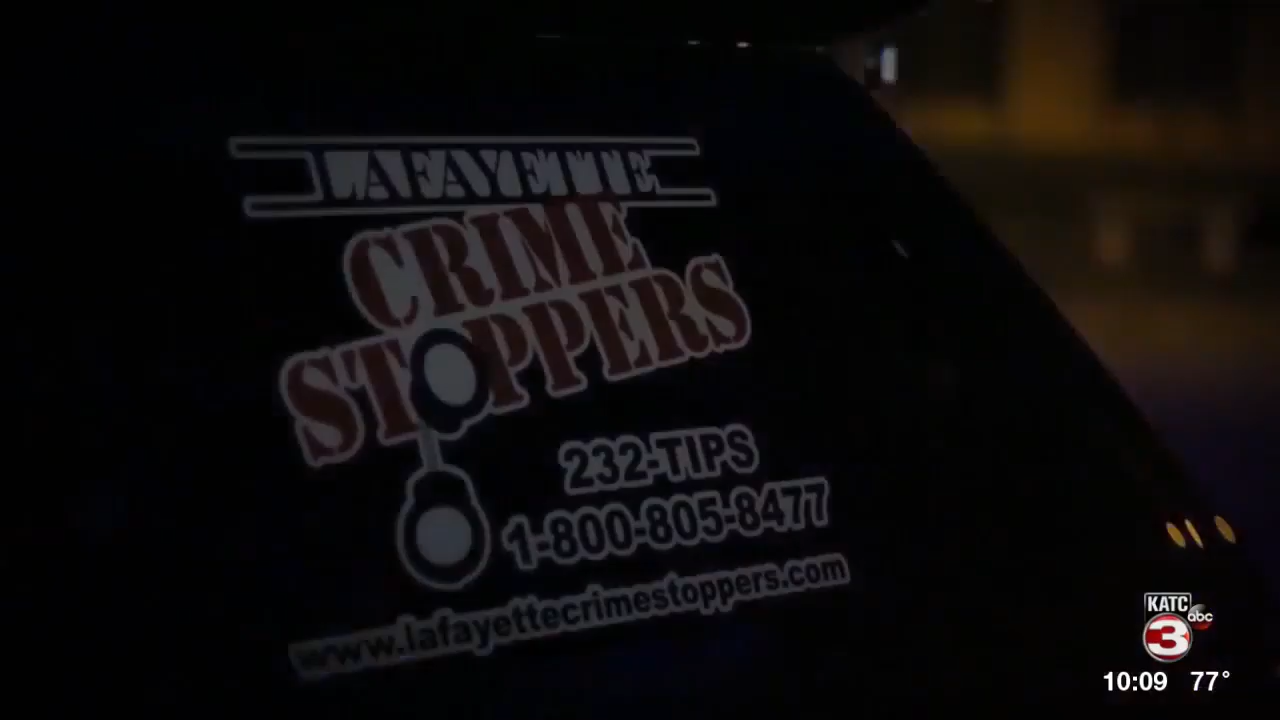 LAFAYETTE
CRIME
STOPPERS
232-TIPS
1-800-805-8477
www.lafayettecrimestoppers.com
KATC
abc
3
10:09 77°